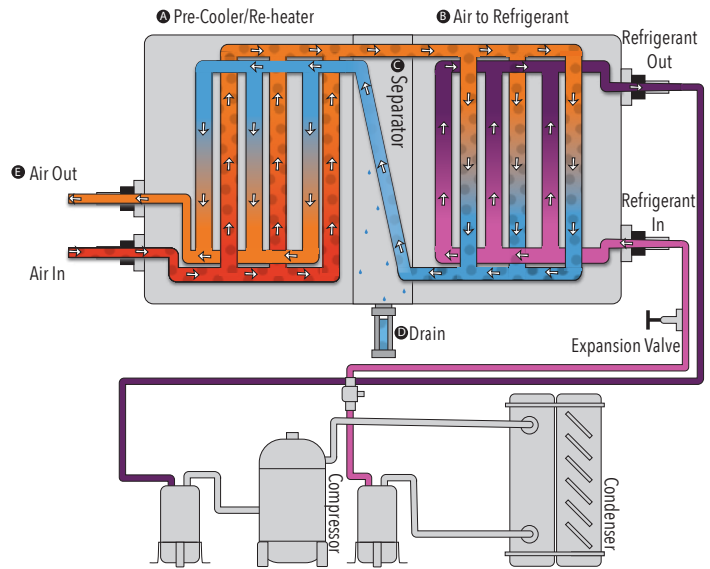 A Pre-Cooler/Re-heater
B Air to Refrigerant
Refrigerant
Out
C Separator
E Air Out
Refrigerant
In
Air In
D Drain
Expansion Valve
Compressor
Condenser